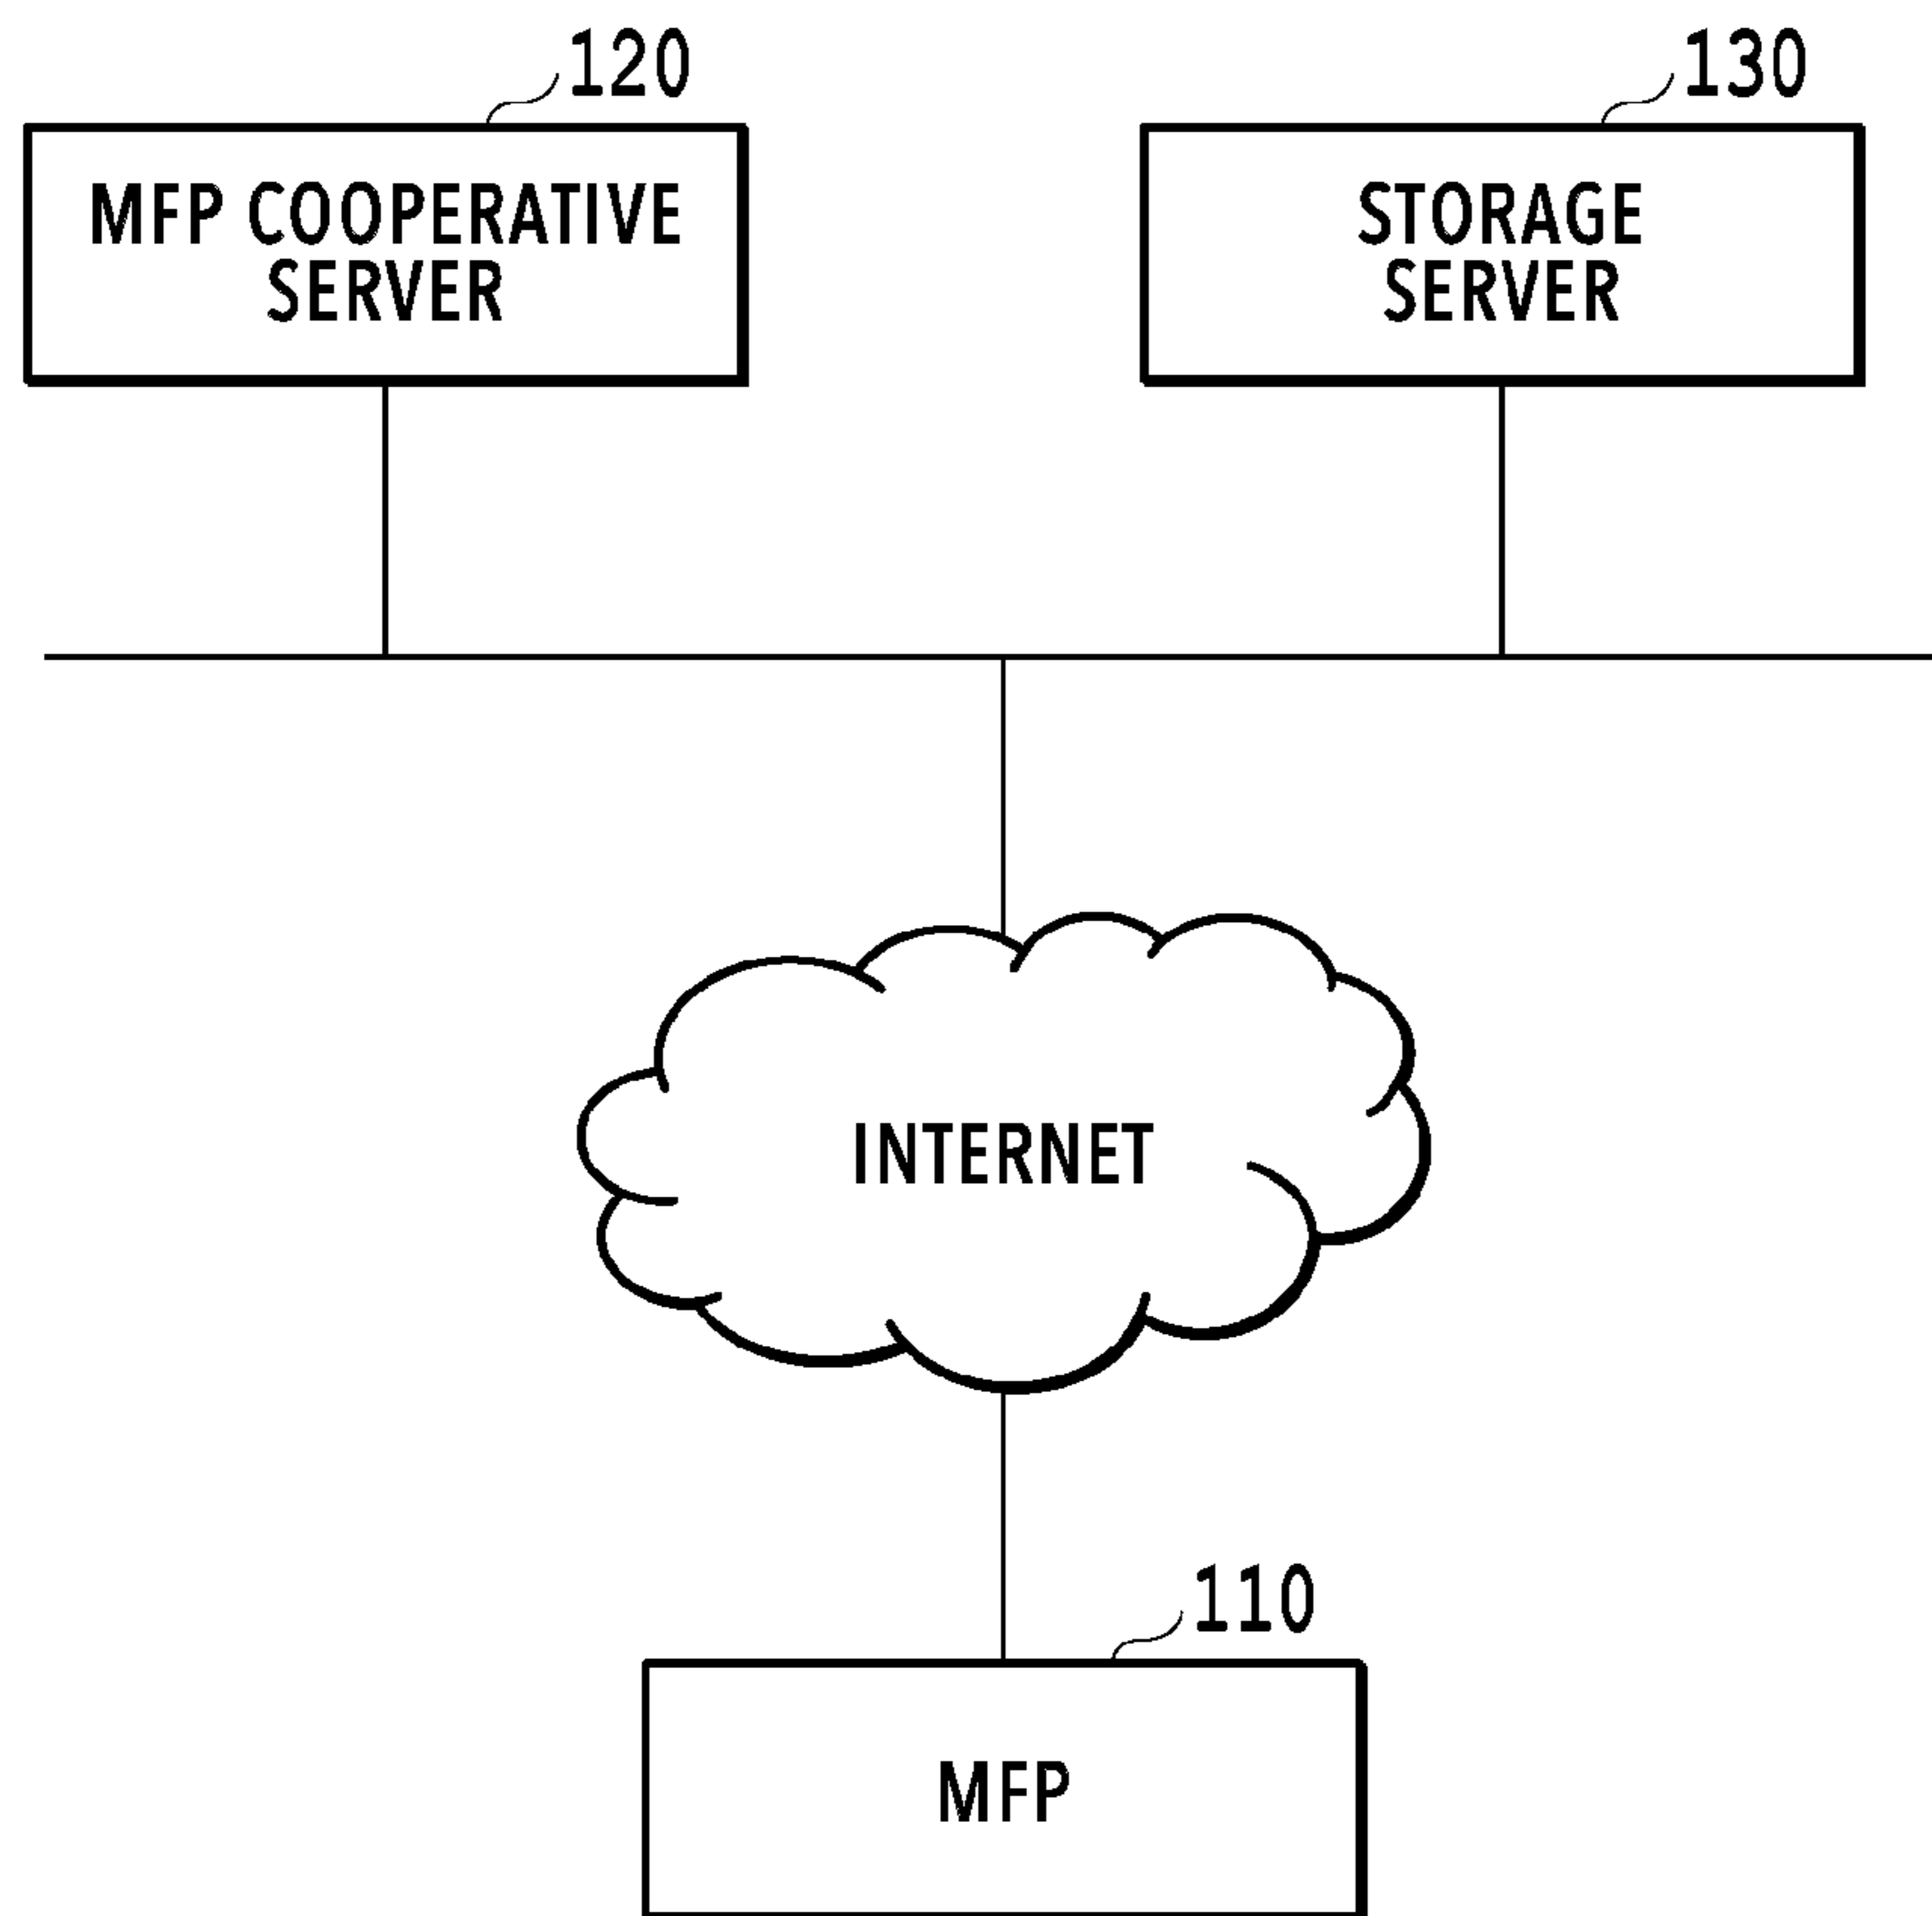 120
130
MFP COOPERATIVE
SERVER
STORAGE
SERVER
INTERNET
110
MFP